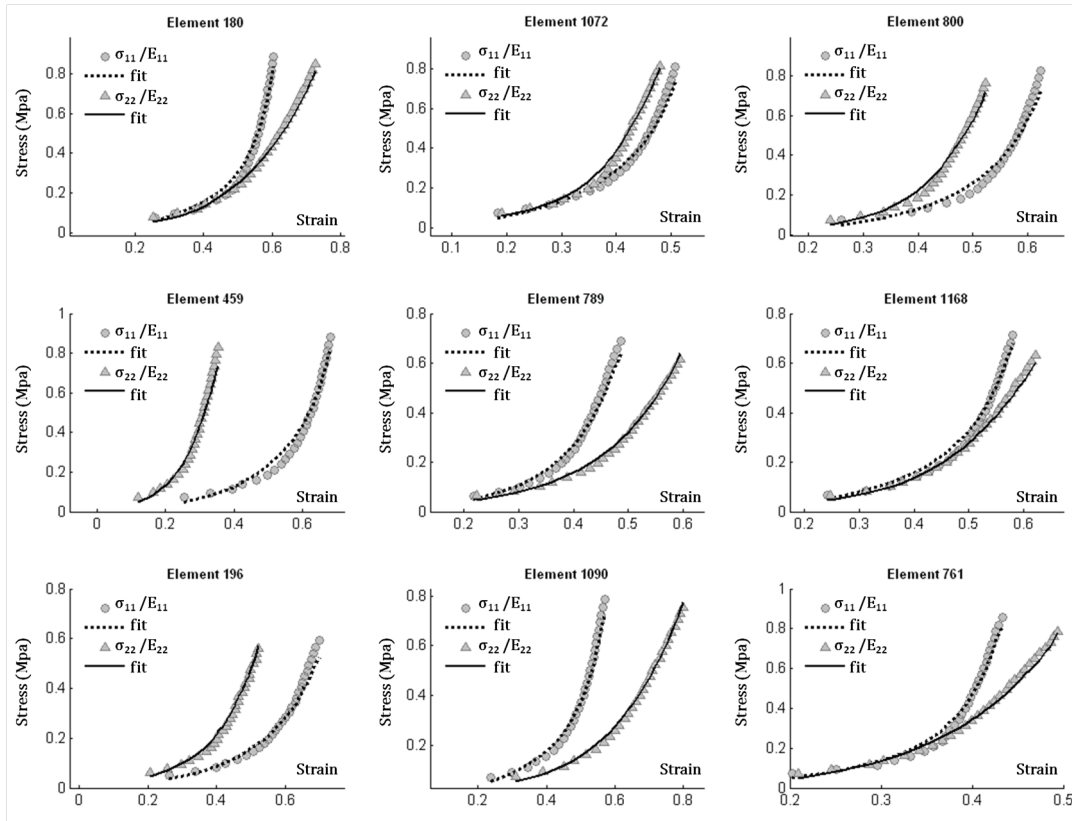 Element 180
σ₁₁/E₁₁
fit
σ₂₂/E₂₂
fit
Stress (Mpa)
Strain
0.8
0.6
0.4
0.2
0
0.2
0.4
0.6
0.8
Element 1072
σ₁₁/E₁₁
fit
σ₂₂/E₂₂
fit
Stress (Mpa)
Strain
0.8
0.6
0.4
0.2
0
0.1
0.2
0.3
0.4
0.5
Element 800
σ₁₁/E₁₁
fit
σ₂₂/E₂₂
fit
Stress (Mpa)
Strain
0.8
0.6
0.4
0.2
0
0.2
0.3
0.4
0.5
0.6
Element 459
σ₁₁/E₁₁
fit
σ₂₂/E₂₂
fit
Stress (Mpa)
Strain
1
0.8
0.6
0.4
0.2
0
0
0.2
0.4
0.6
Element 789
σ₁₁/E₁₁
fit
σ₂₂/E₂₂
fit
Stress (Mpa)
Strain
0.8
0.6
0.4
0.2
0
0.2
0.3
0.4
0.5
0.6
Element 1168
σ₁₁/E₁₁
fit
σ₂₂/E₂₂
fit
Stress (Mpa)
Strain
0.8
0.6
0.4
0.2
0
0.2
0.3
0.4
0.5
0.6
Element 196
σ₁₁/E₁₁
fit
σ₂₂/E₂₂
fit
Stress (Mpa)
Strain
0.8
0.6
0.4
0.2
0
0
0.2
0.4
0.6
Element 1090
σ₁₁/E₁₁
fit
σ₂₂/E₂₂
fit
Stress (Mpa)
Strain
0.8
0.6
0.4
0.2
0.2
0.4
0.6
0.8
Element 761
σ₁₁/E₁₁
fit
σ₂₂/E₂₂
fit
Stress (Mpa)
Strain
1
0.8
0.6
0.4
0.2
0
0.2
0.3
0.4
0.5